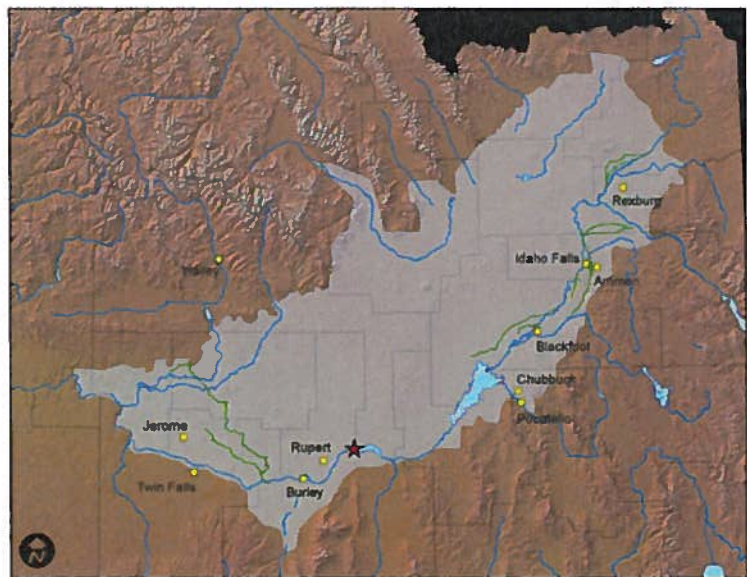 Rexburg
Idaho Falls
Ammon
Hailey
Blackfoot
Chubbuck
Pocatello
Jerome
Rupert
Twin Falls
Burley
N